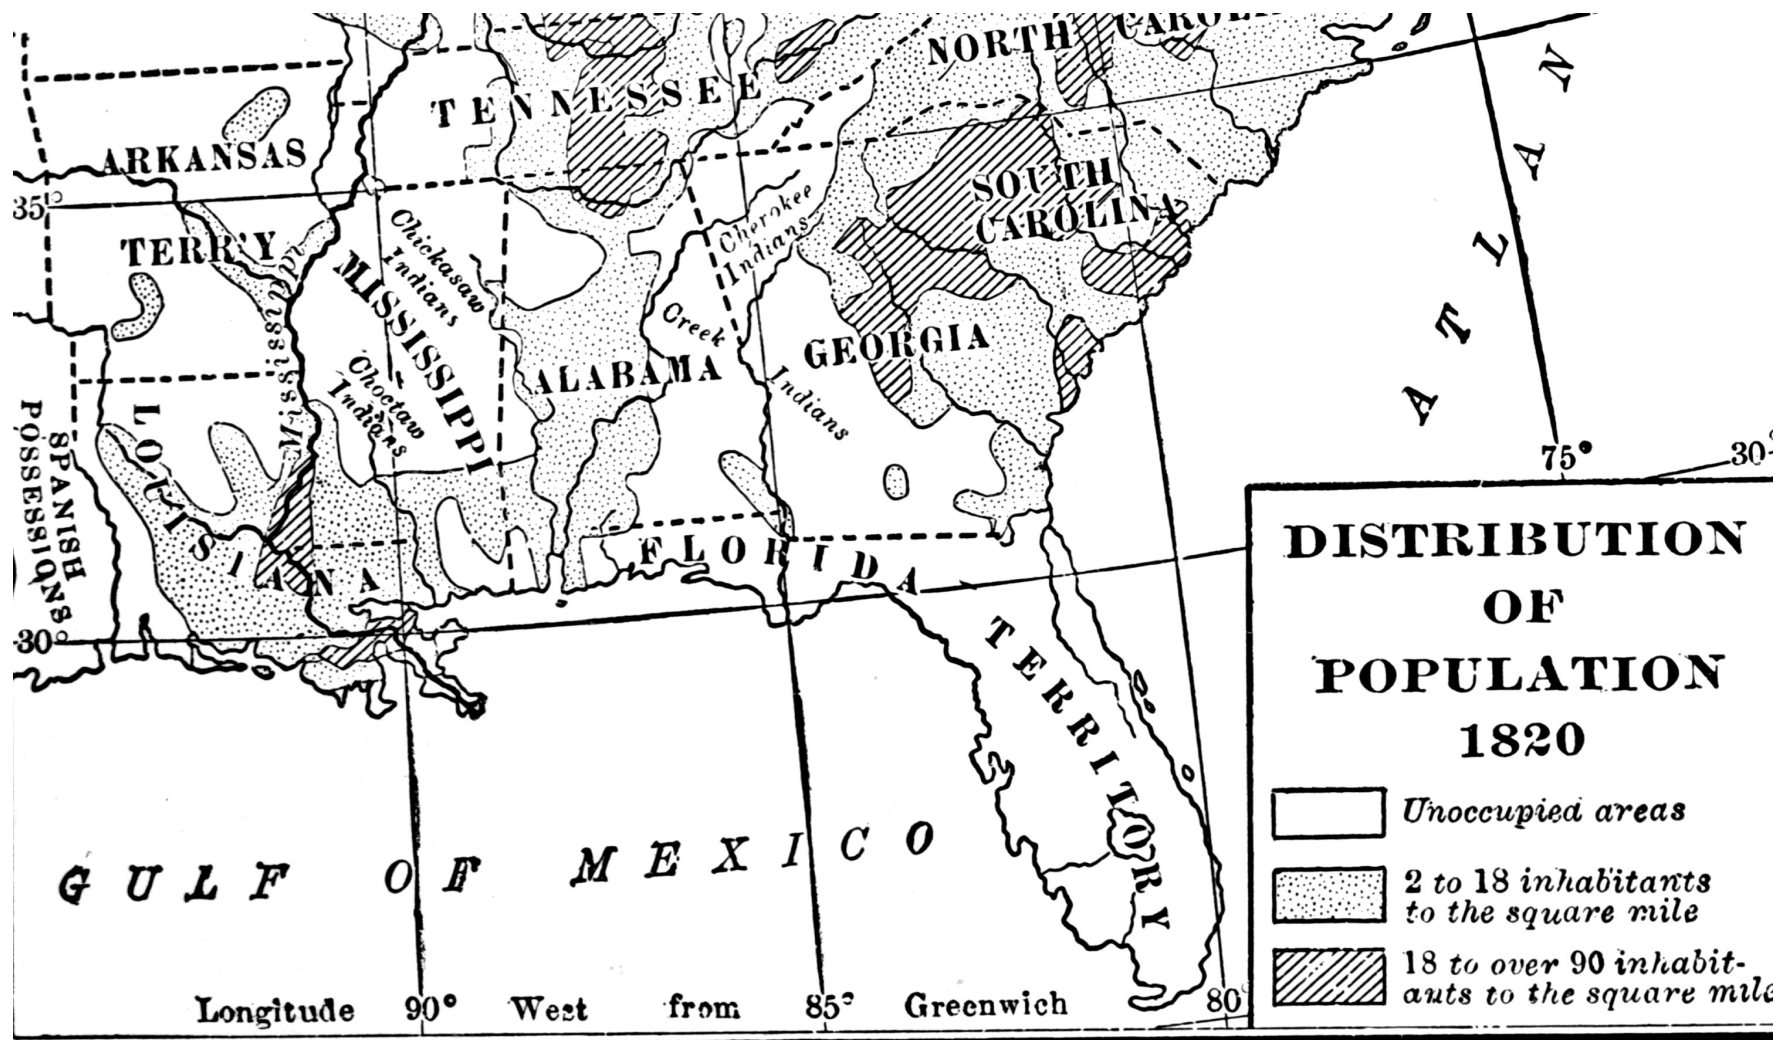 NORTH CAROLI
TENNESSEE
ARKANSAS
TERR'Y
35°
SOUTH
CAROLINA
Cherokee
Indians
Chickasaw
Indians
MISSISSIPPI
Mississippi
Creek
Indians
GEORGIA
ALABAMA
Choctaw
Indians
LOUISIANA
SPANISH
POSSESSIONS
FLORIDA
TERRITORY
ATLAN
75°
30°
30°
GULF OF MEXICO
Longitude 90° West from 85° Greenwich 80°
DISTRIBUTION
OF
POPULATION
1820
Unoccupied areas
2 to 18 inhabitants
to the square mile
18 to over 90 inhabit-
ants to the square mile